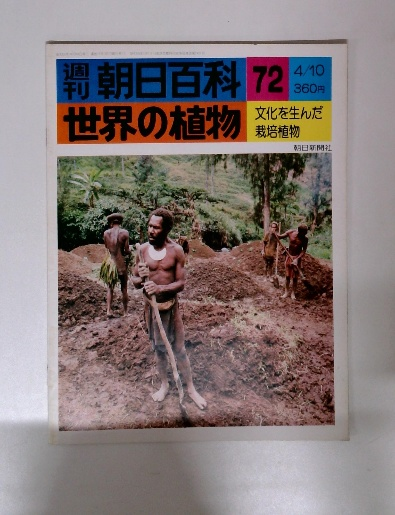 週刊 朝日百科
世界の植物
72
4/10
360円
文化を生んだ
栽培植物
朝日新聞社